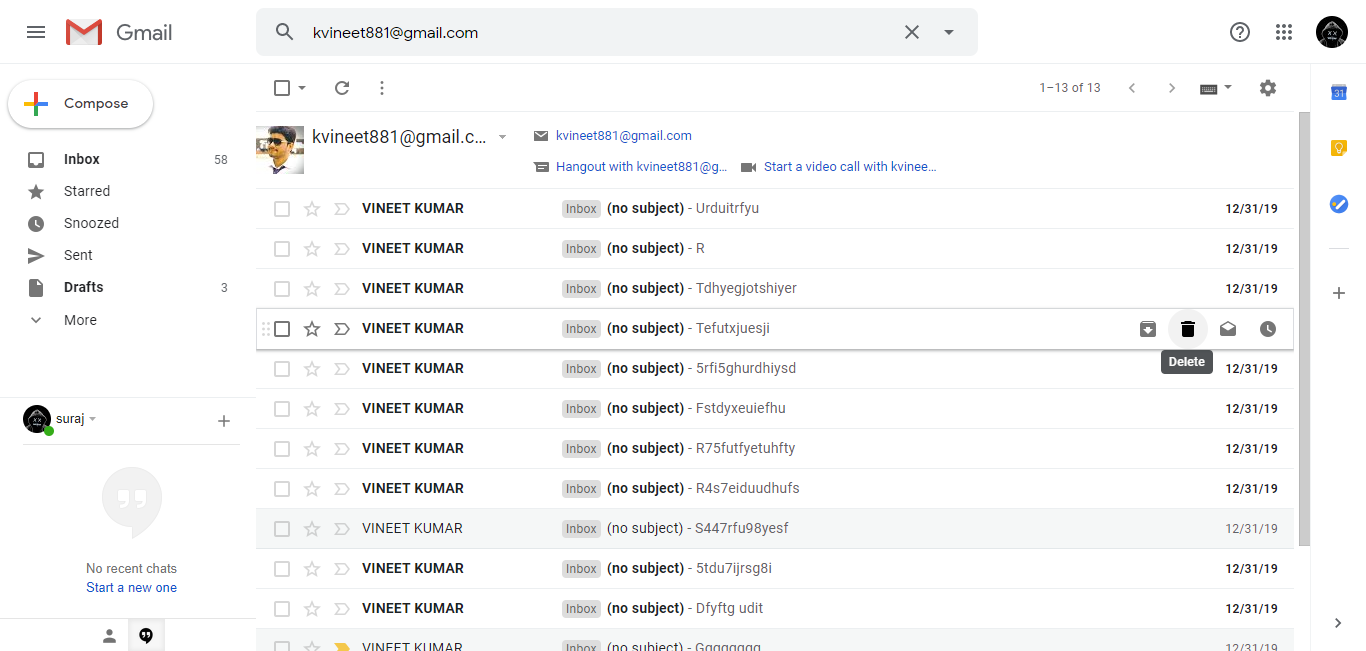 Gmail
kvineet881@gmail.com
Compose
1–13 of 13
31
kvineet881@gmail.c...
kvineet881@gmail.com
Hangout with kvineet881@g...
Start a video call with kvinee...
Inbox 58
Starred
Snoozed
Sent
Drafts 3
More
VINEET KUMAR Inbox (no subject) - Urduitrfyu 12/31/19
VINEET KUMAR Inbox (no subject) - R 12/31/19
VINEET KUMAR Inbox (no subject) - Tdhyegjotshiyer 12/31/19
VINEET KUMAR Inbox (no subject) - Tefutxjuesji
Delete
VINEET KUMAR Inbox (no subject) - 5rfi5ghurdhiysd 12/31/19
VINEET KUMAR Inbox (no subject) - Fstdyxeuiefhu 12/31/19
VINEET KUMAR Inbox (no subject) - R75futfyetuhfty 12/31/19
VINEET KUMAR Inbox (no subject) - R4s7eiduudhufs 12/31/19
VINEET KUMAR Inbox (no subject) - S447rfu98yesf 12/31/19
VINEET KUMAR Inbox (no subject) - 5tdu7ijrsg8i 12/31/19
VINEET KUMAR Inbox (no subject) - Dfyftg udit 12/31/19
VINEET KUMAR Inbox (no subject) - 12/31/19
suraj
No recent chats
Start a new one